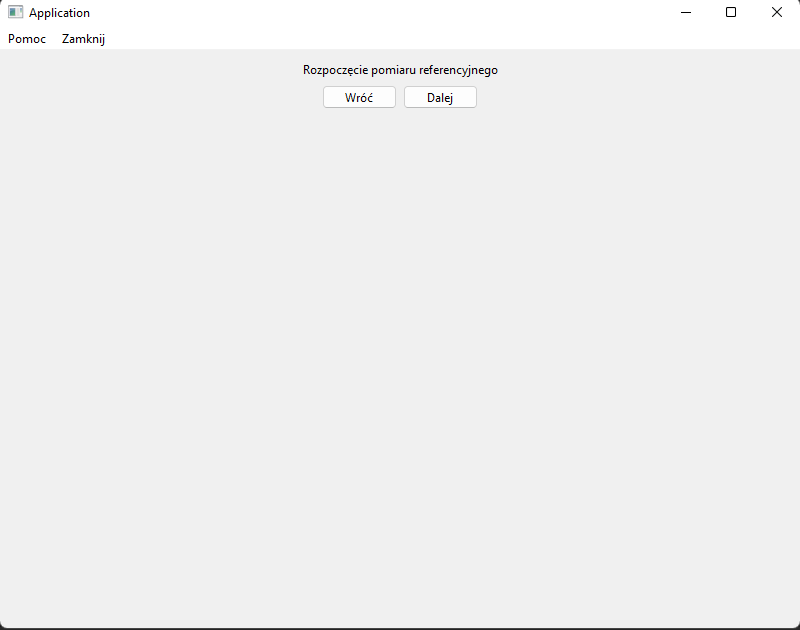 Application
Pomoc Zamknij
Rozpoczęcie pomiaru referencyjnego
Wróć Dalej